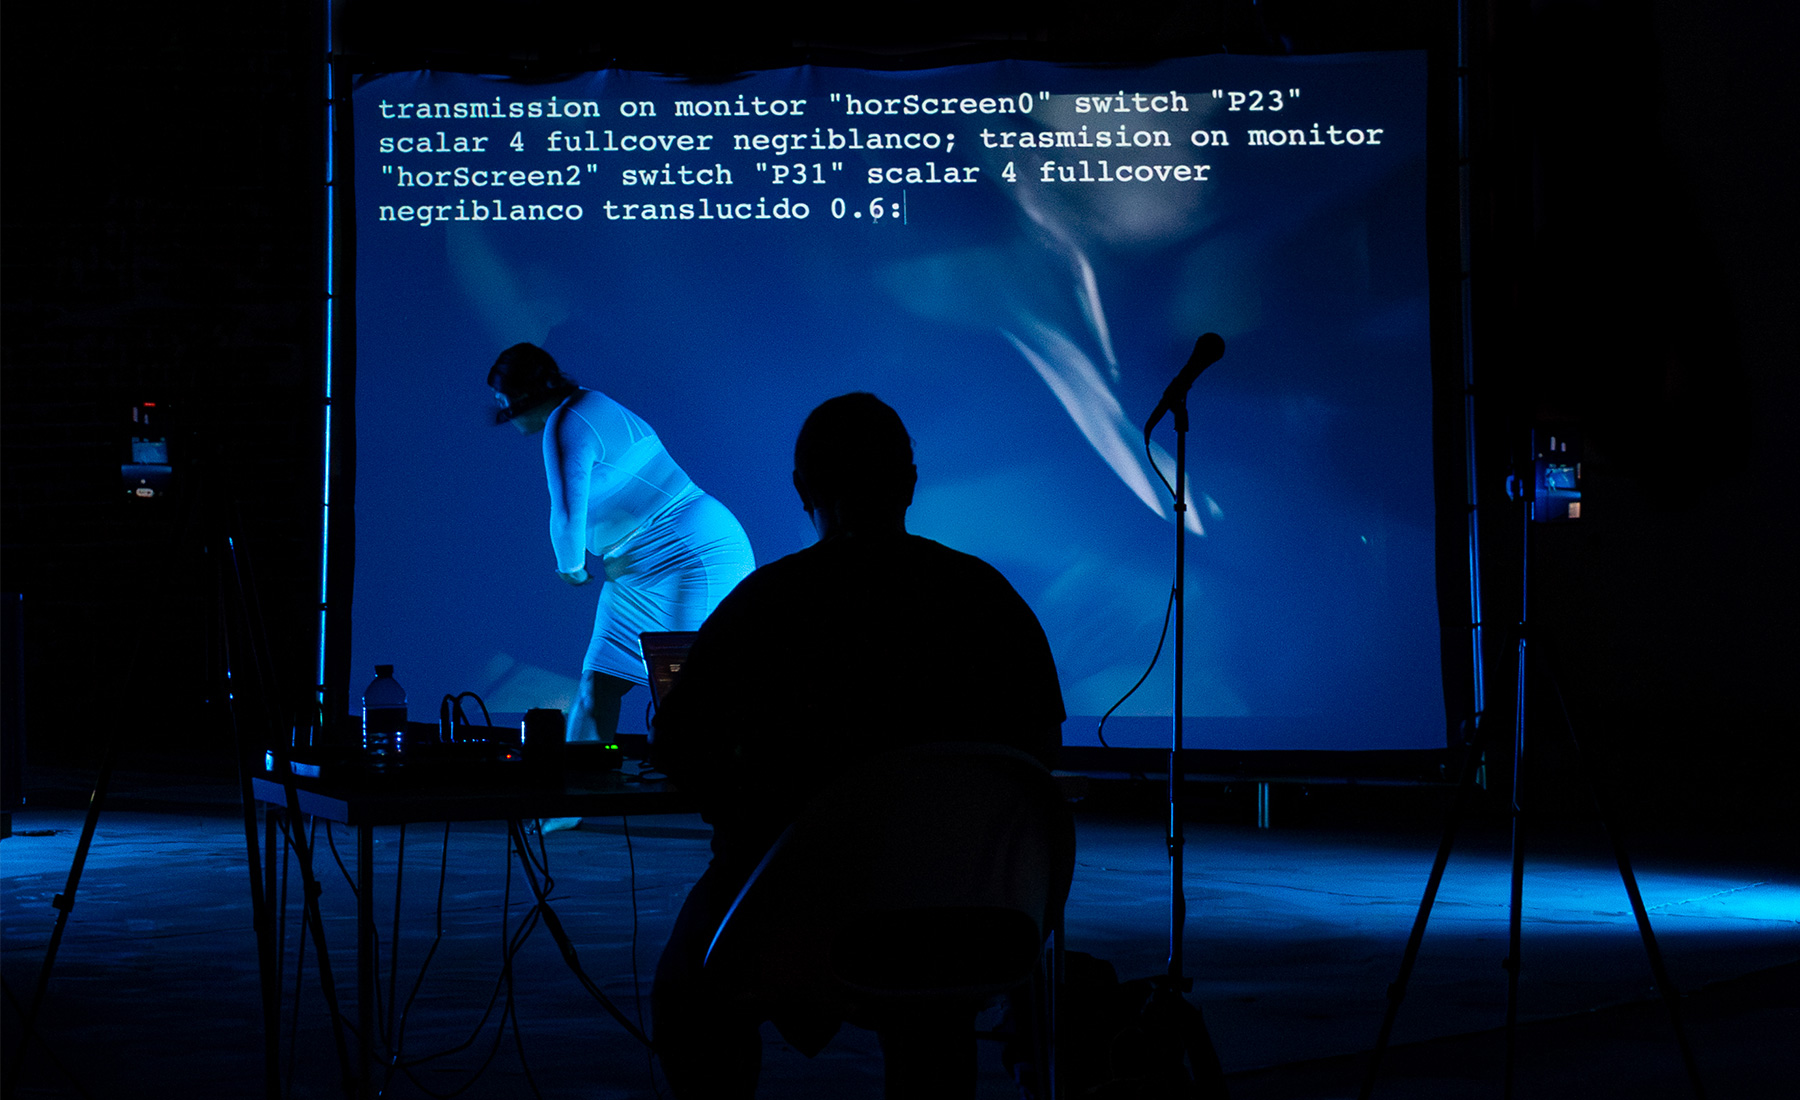 transmission on monitor "horScreen0" switch "P23"
scalar 4 fullcover negriblanco; trasmision on monitor
"horScreen2" switch "P31" scalar 4 fullcover
negriblanco translucido 0.6: